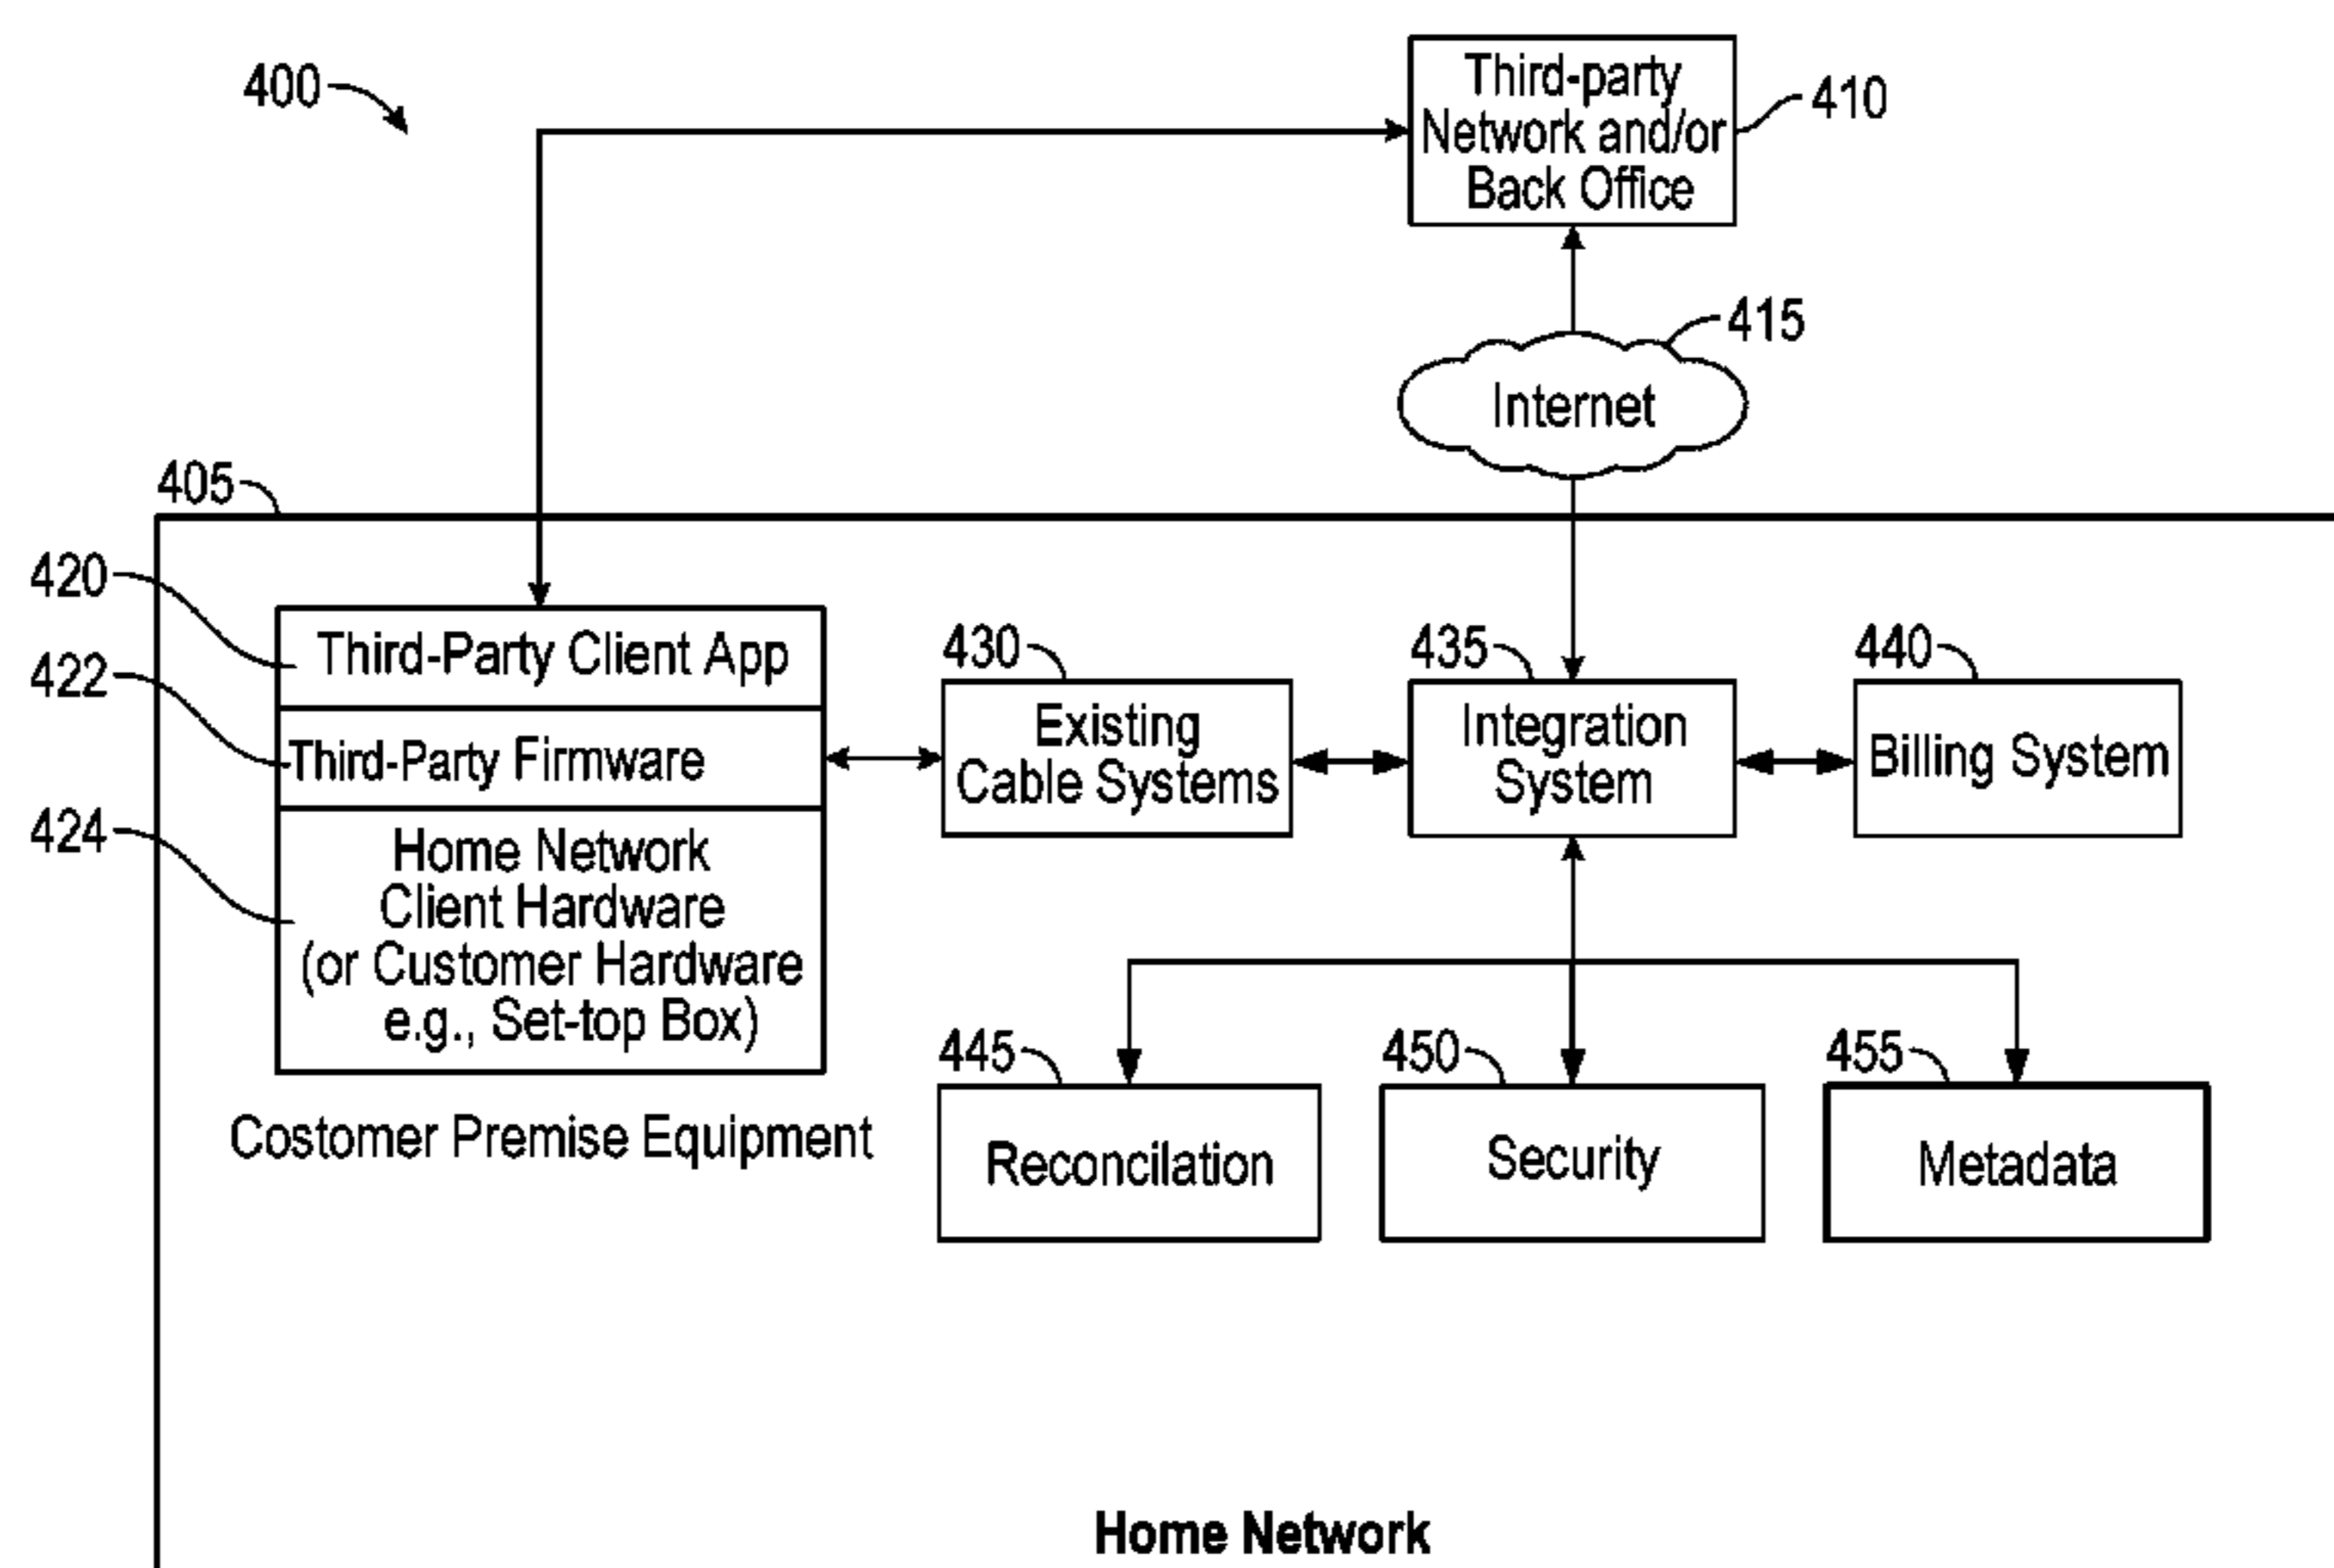 400
Third-party
Network and/or
Back Office
410
415
Internet
405
420
Third-Party Client App
422
Third-Party Firmware
424
Home Network
Client Hardware
(or Customer Hardware
e.g., Set-top Box)
Costomer Premise Equipment
430
Existing
Cable Systems
435
Integration
System
440
Billing System
445
Reconcilation
450
Security
455
Metadata
Home Network